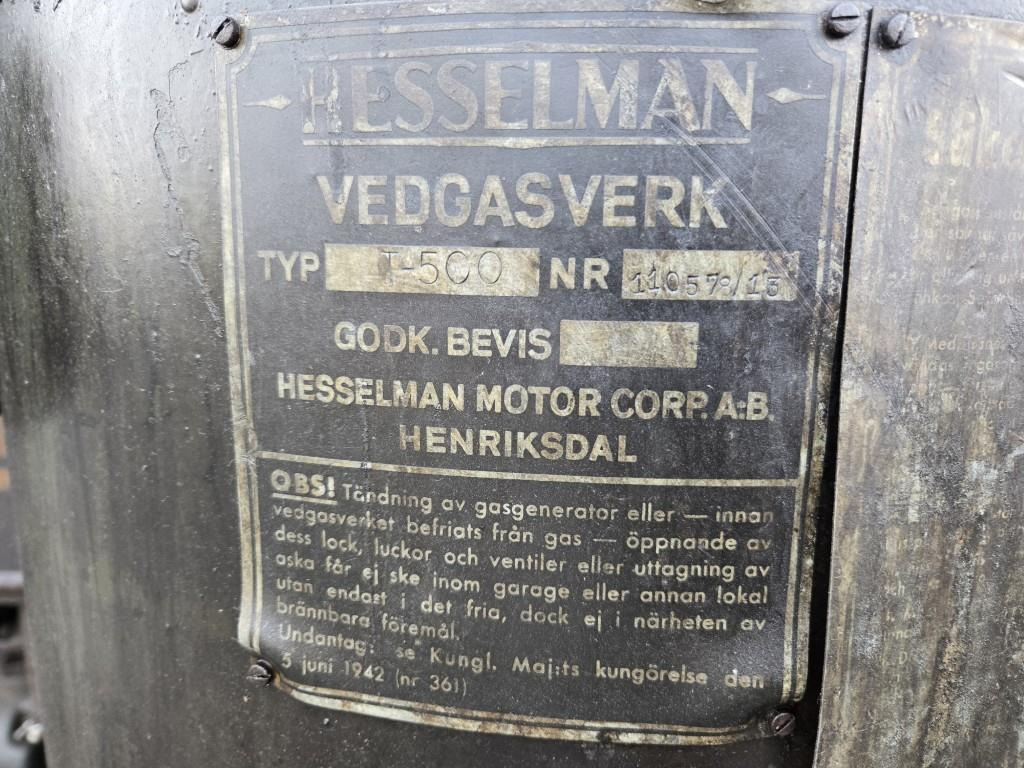 HESSELMAN
VEDGASVERK
TYP T-500 NR 110578/13
GODK. BEVIS
HESSELMAN MOTOR CORP. A.-B.
HENRIKSDAL
OBS! Tändning av gasgenerator eller — innan
vedgasverket befriats från gas — öppnande av
dess lock, luckor och ventiler eller uttagning av
aska får ej ske inom garage eller annan lokal
utan endast i det fria, dock ej i närheten av
brännbara föremål.
Undantag: se Kungl. Maj:ts kungörelse den
5 juni 1942 (nr 361)
Med